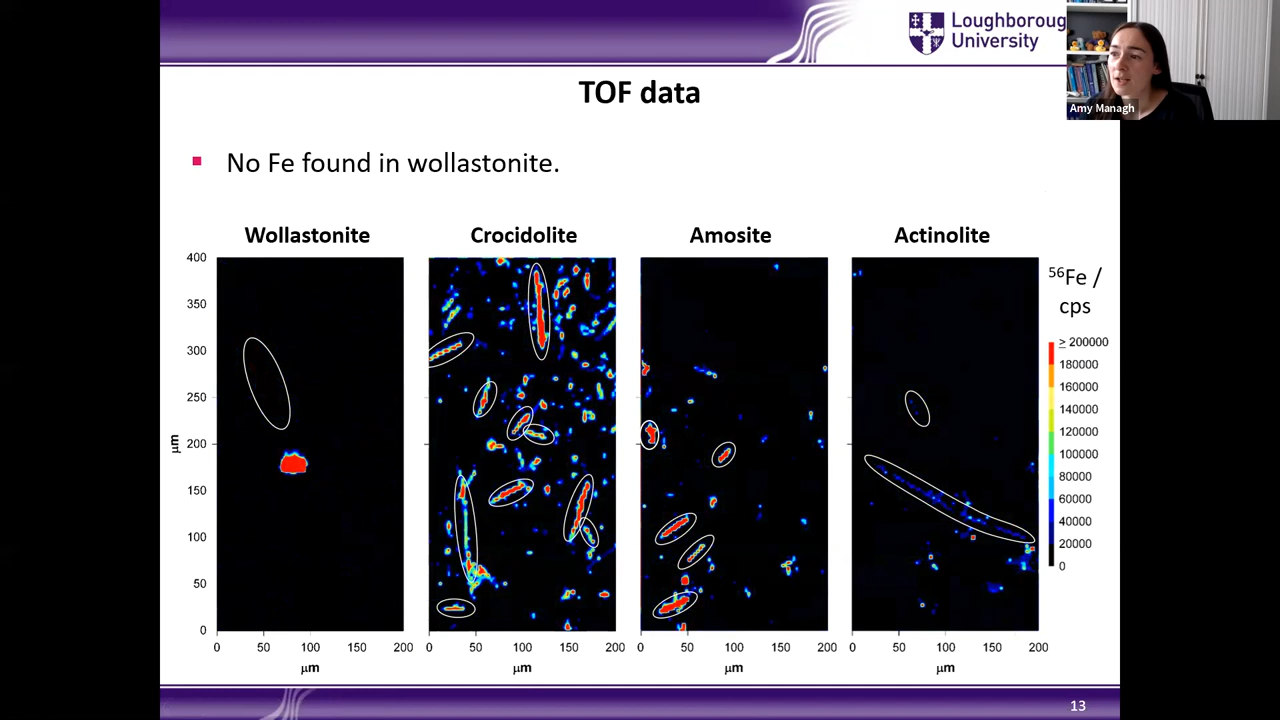 Loughboroug
University
Amy Managh
TOF data
▪ No Fe found in wollastonite.
Wollastonite Crocidolite Amosite Actinolite
⁵⁶Fe /
cps
≥ 200000
180000
160000
140000
120000
100000
80000
60000
40000
20000
0
μm
400
350
300
250
200
150
100
50
0
0 50 100 150 200 0 50 100 150 200 0 50 100 150 200 0 50 100 150 200
μm μm μm μm
13